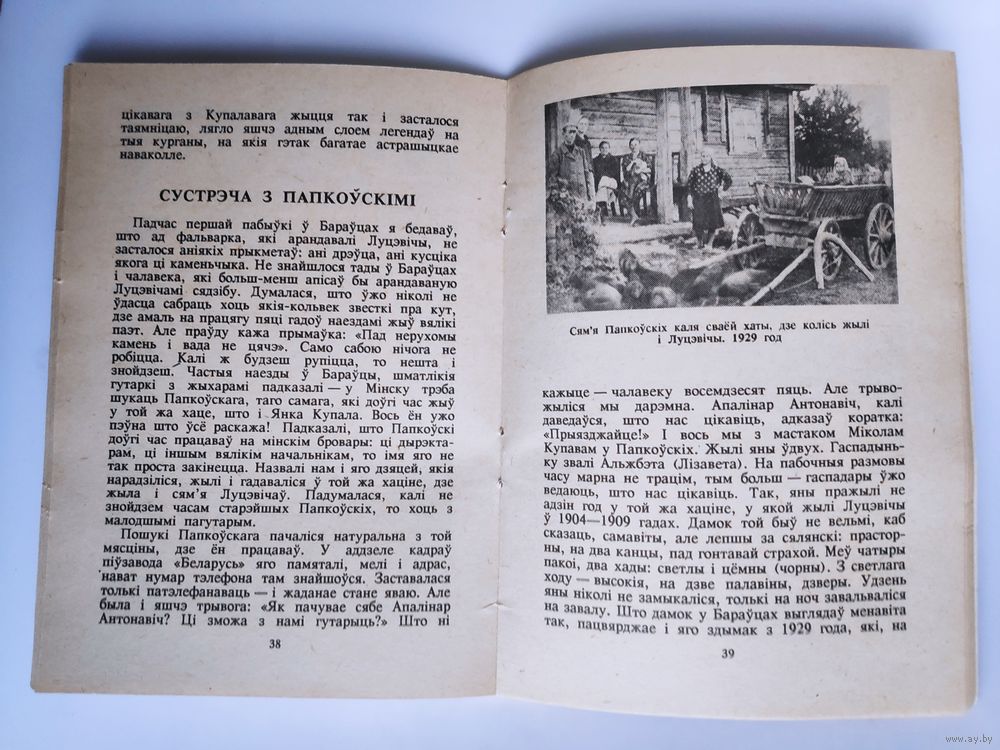 цікавага з Купалавага жыцця так і засталося
таямніцаю, лягло яшчэ адным слоем легендаў на
тыя курганы, на якія гэтак багатае астрашыцкае
наваколле.
СУСТРЭЧА З ПАПКОЎСКІМІ
Падчас першай пабыўкі ў Бараўцах я бедаваў,
што ад фальварка, які арандавалі Луцэвічы, не
засталося аніякіх прыкметаў: ані дрэўца, ані кусціка
якога ці каменьчыка. Не знайшлося тады ў Бараўцах
і чалавека, які больш-менш апісаў бы арандаваную
Луцэвічамі сядзібу. Думалася, што ўжо ніколі не
ўдасца сабраць хоць якія-кольвек звесткі пра кут,
дзе амаль на працягу пяці гадоў наездамі жыў вялікі
паэт. Але праўду кажа прымаўка: «Пад нерухомы
камень і вада не цячэ». Само сабою нічога не
робіцца. Калі ж будзеш рупіцца, то нешта і
знойдзеш. Частыя наезды ў Бараўцы, шматлікія
гутаркі з жыхарамі падказалі — у Мінску трэба
шукаць Папкоўскага, таго самага, які доўгі час жыў
у той жа хаце, што і Янка Купала. Вось ён ужо
пэўна што ўсё раскажа! Падказалі, што Папкоўскі
доўгі час працаваў на мінскім бровары: ці дырэкта-
рам, ці іншым вялікім начальнікам, то імя яго не
так проста закінецца. Назвалі нам і яго дзяцей, якія
нарадзіліся, жылі і гадаваліся ў той жа хаціне, дзе
жыла і сям’я Луцэвічаў. Падумалася, калі не
знойдзем часам старэйшых Папкоўскіх, то хоць з
малодшымі пагутарым.
Пошукі Папкоўскага пачаліся натуральна з той
мясціны, дзе ён працаваў. У аддзеле кадраў
піўзавода «Беларусь» яго памяталі, мелі і адрас,
нават нумар тэлефона там знайшоўся. Заставалася
толькі патэлефанаваць — і жаданае стане яваю. Але
была і яшчэ трывога: «Як пачувае сябе Апалінар
Антонавіч? Ці зможа з намі гутарыць?» Што ні
38
Сям’я Папкоўскіх каля сваёй хаты, дзе колісь жылі
і Луцэвічы. 1929 год
кажыце — чалавеку восемдзесят пяць. Але трыво-
жыліся мы дарэмна. Апалінар Антонавіч, калі
даведаўся, што нас цікавіць, адказаў коратка:
«Прыязджайце!» І вось мы з мастаком Міколам
Купавам у Папкоўскіх. Жылі яны ўдвух. Гаспадынь-
ку звалі Альжбэта (Лізавета). На пабочныя размовы
часу марна не трацім, тым больш — гаспадары ўжо
ведаюць, што нас цікавіць. Так, яны пражылі не
адзін год у той жа хаціне, у якой жылі Луцэвічы
ў 1904—1909 гадах. Дамок той быў не вельмі, каб
сказаць, самавіты, але лепшы за сялянскі: прастор-
ны, на два канцы, пад гонтавай страхой. Меў чатыры
пакоі, два хады: светлы і цёмны (чорны). З светлага
ходу — высокія, на дзве палавіны, дзверы. Удзень
яны ніколі не замыкаліся, толькі на ноч завальваліся
на завалу. Што дамок у Бараўцах выглядаў менавіта
так, пацвярджае і яго здымак з 1929 года, які, на
39
www.ay.by